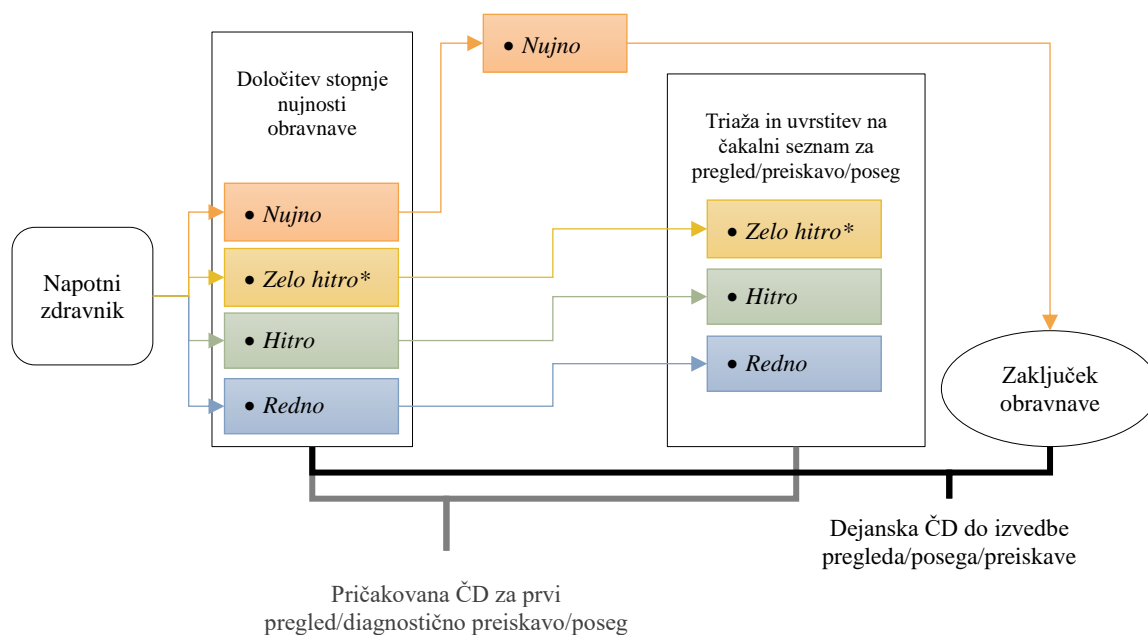 Napotni
zdravnik
Določitev stopnje
nujnosti
obravnave
• Nujno
• Zelo hitro*
• Hitro
• Redno
• Nujno
Triaža in uvrstitev na
čakalni seznam za
pregled/preiskavo/poseg
• Zelo hitro*
• Hitro
• Redno
Zaključek
obravnave
Dejanska ČD do izvedbe
pregleda/posega/preiskave
Pričakovana ČD za prvi
pregled/diagnostično preiskavo/poseg